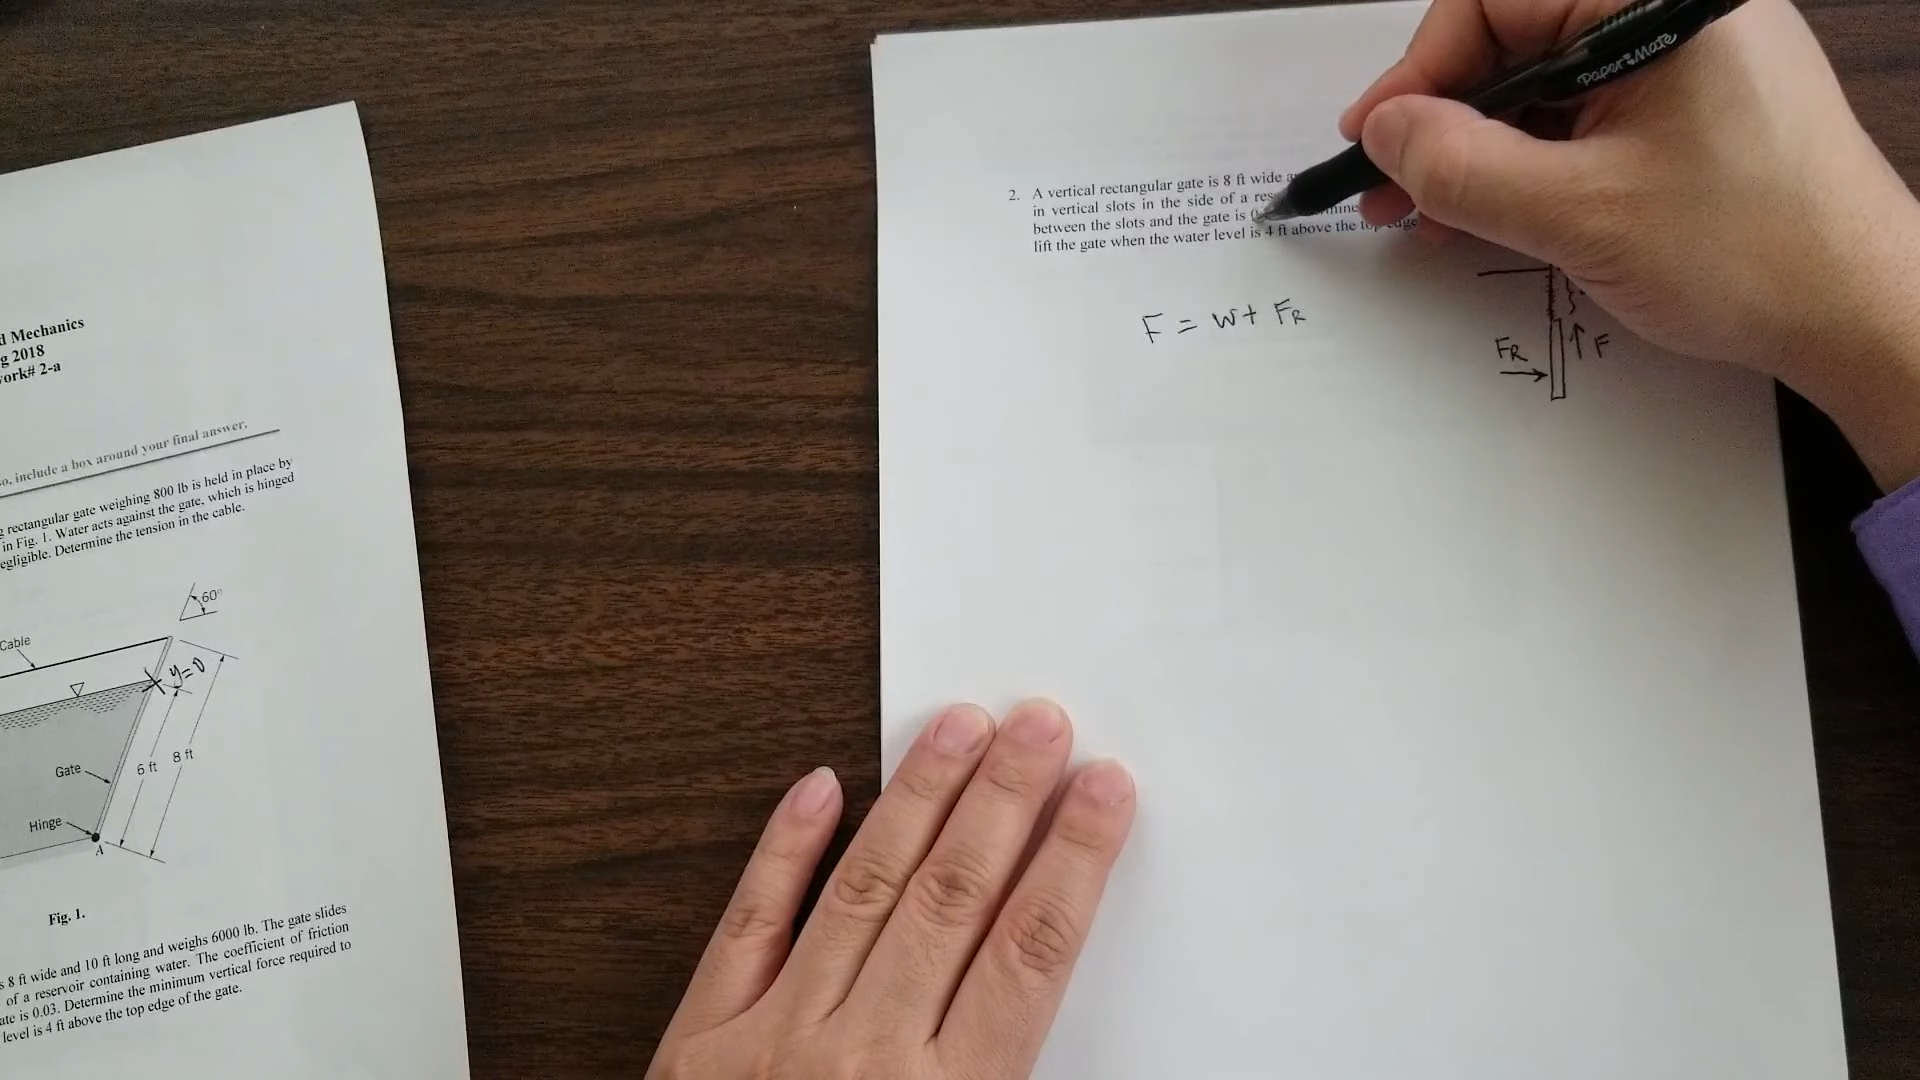 d Mechanics
g 2018
ork# 2-a
so, include a box around your final answer.
rectangular gate weighing 800 lb is held in place by
in Fig. 1. Water acts against the gate, which is hinged
egligible. Determine the tension in the cable.
60°
Cable
y=0
Gate
6 ft
8 ft
Hinge
A
Fig. 1.
s 8 ft wide and 10 ft long and weighs 6000 lb. The gate slides
of a reservoir containing water. The coefficient of friction
ate is 0.03. Determine the minimum vertical force required to
level is 4 ft above the top edge of the gate.
2. A vertical rectangular gate is 8 ft wide
in vertical slots in the side of a res
between the slots and the gate is
lift the gate when the water level is 4 ft above the edge
F = W + FR
FR
F
Paper Mate